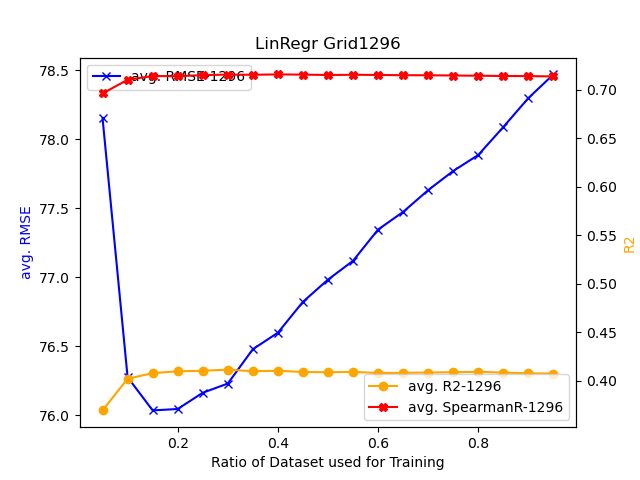 LinRegr Grid1296
avg. RMSE-1296
78.5
78.0
77.5
77.0
76.5
76.0
avg. RMSE
0.70
0.65
0.60
0.55
0.50
0.45
0.40
R2
avg. R2-1296
avg. SpearmanR-1296
0.2
0.4
0.6
0.8
Ratio of Dataset used for Training